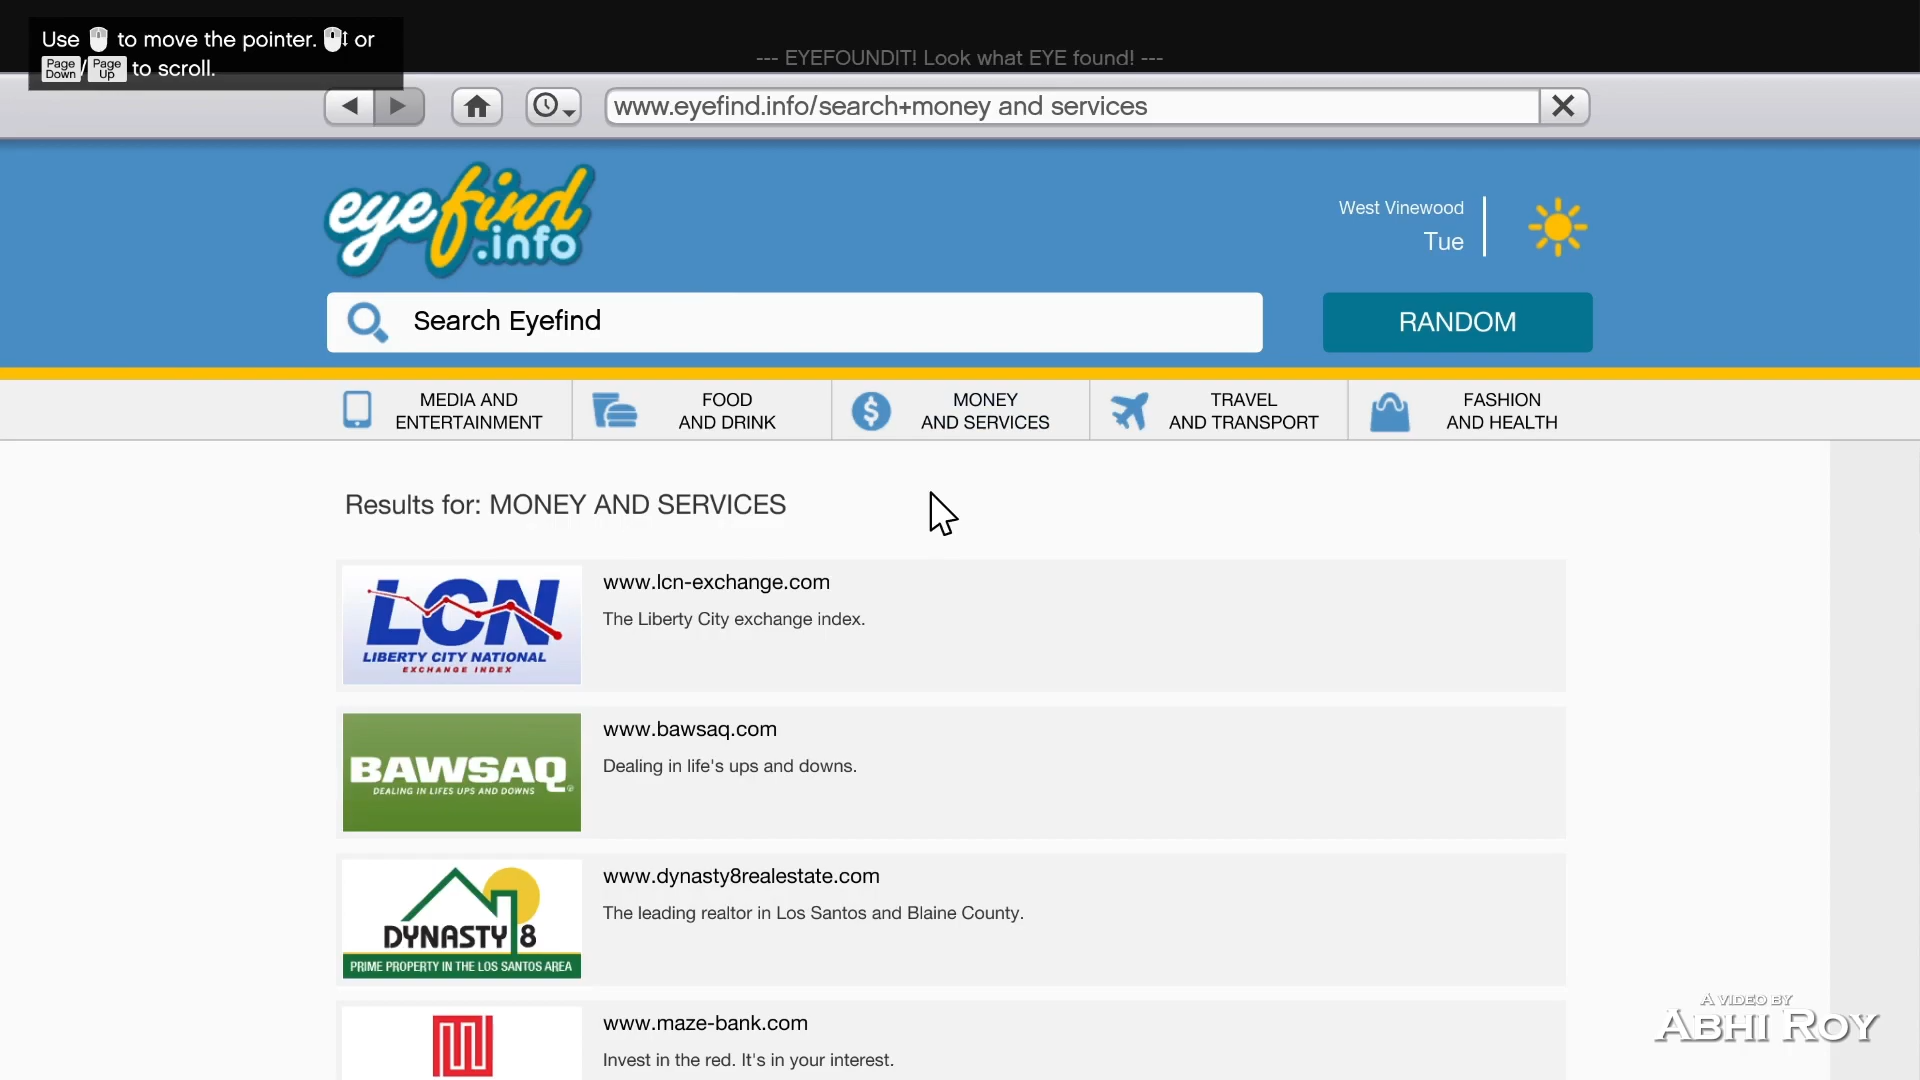 Use to move the pointer. or
Page Down / Page Up to scroll.
--- EYEFOUNDIT! Look what EYE found! ---
www.eyefind.info/search+money and services
eyefind
.info
West Vinewood
Tue
Search Eyefind
RANDOM
MEDIA AND
ENTERTAINMENT
FOOD
AND DRINK
MONEY
AND SERVICES
TRAVEL
AND TRANSPORT
FASHION
AND HEALTH
Results for: MONEY AND SERVICES
LCN
LIBERTY CITY NATIONAL
EXCHANGE INDEX
www.lcn-exchange.com
The Liberty City exchange index.
BAWSAQ
DEALING IN LIFES UPS AND DOWNS
www.bawsaq.com
Dealing in life's ups and downs.
DYNASTY 8
PRIME PROPERTY IN THE LOS SANTOS AREA
www.dynasty8realestate.com
The leading realtor in Los Santos and Blaine County.
www.maze-bank.com
Invest in the red. It's in your interest.
A VIDEO BY
ABHI ROY